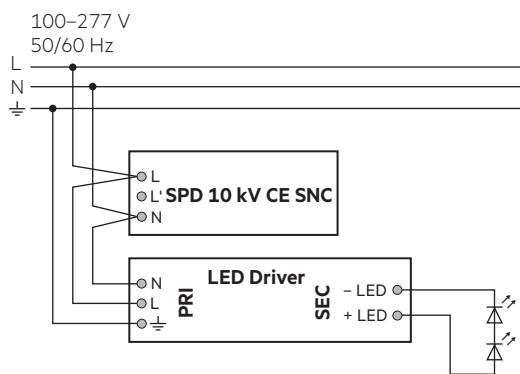 100–277 V
50/60 Hz
L
N
L
L'
N
SPD 10 kV CE SNC
LED Driver
PRI
N
L
SEC
– LED
+ LED